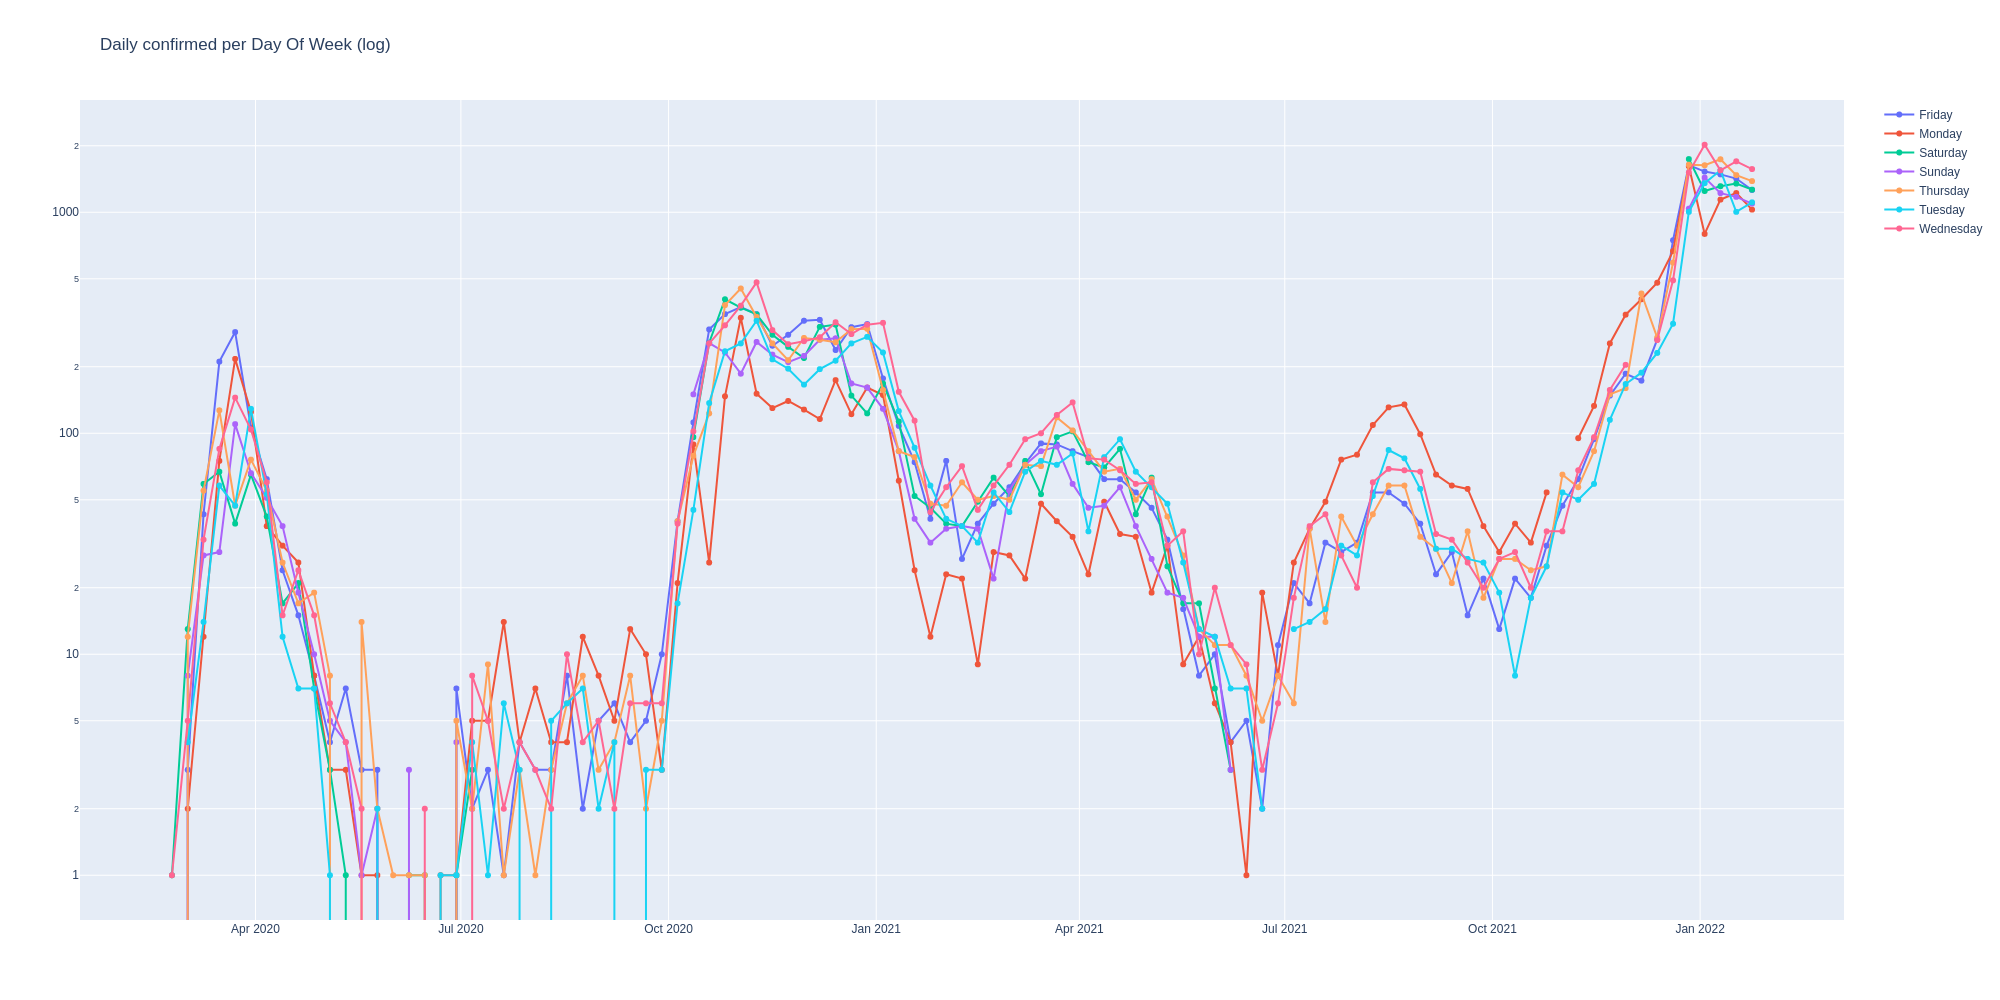 Daily confirmed per Day Of Week (log)
Friday
Monday
Saturday
Sunday
Thursday
Tuesday
Wednesday
2
1000
5
2
100
5
2
10
5
2
1
Apr 2020
Jul 2020
Oct 2020
Jan 2021
Apr 2021
Jul 2021
Oct 2021
Jan 2022